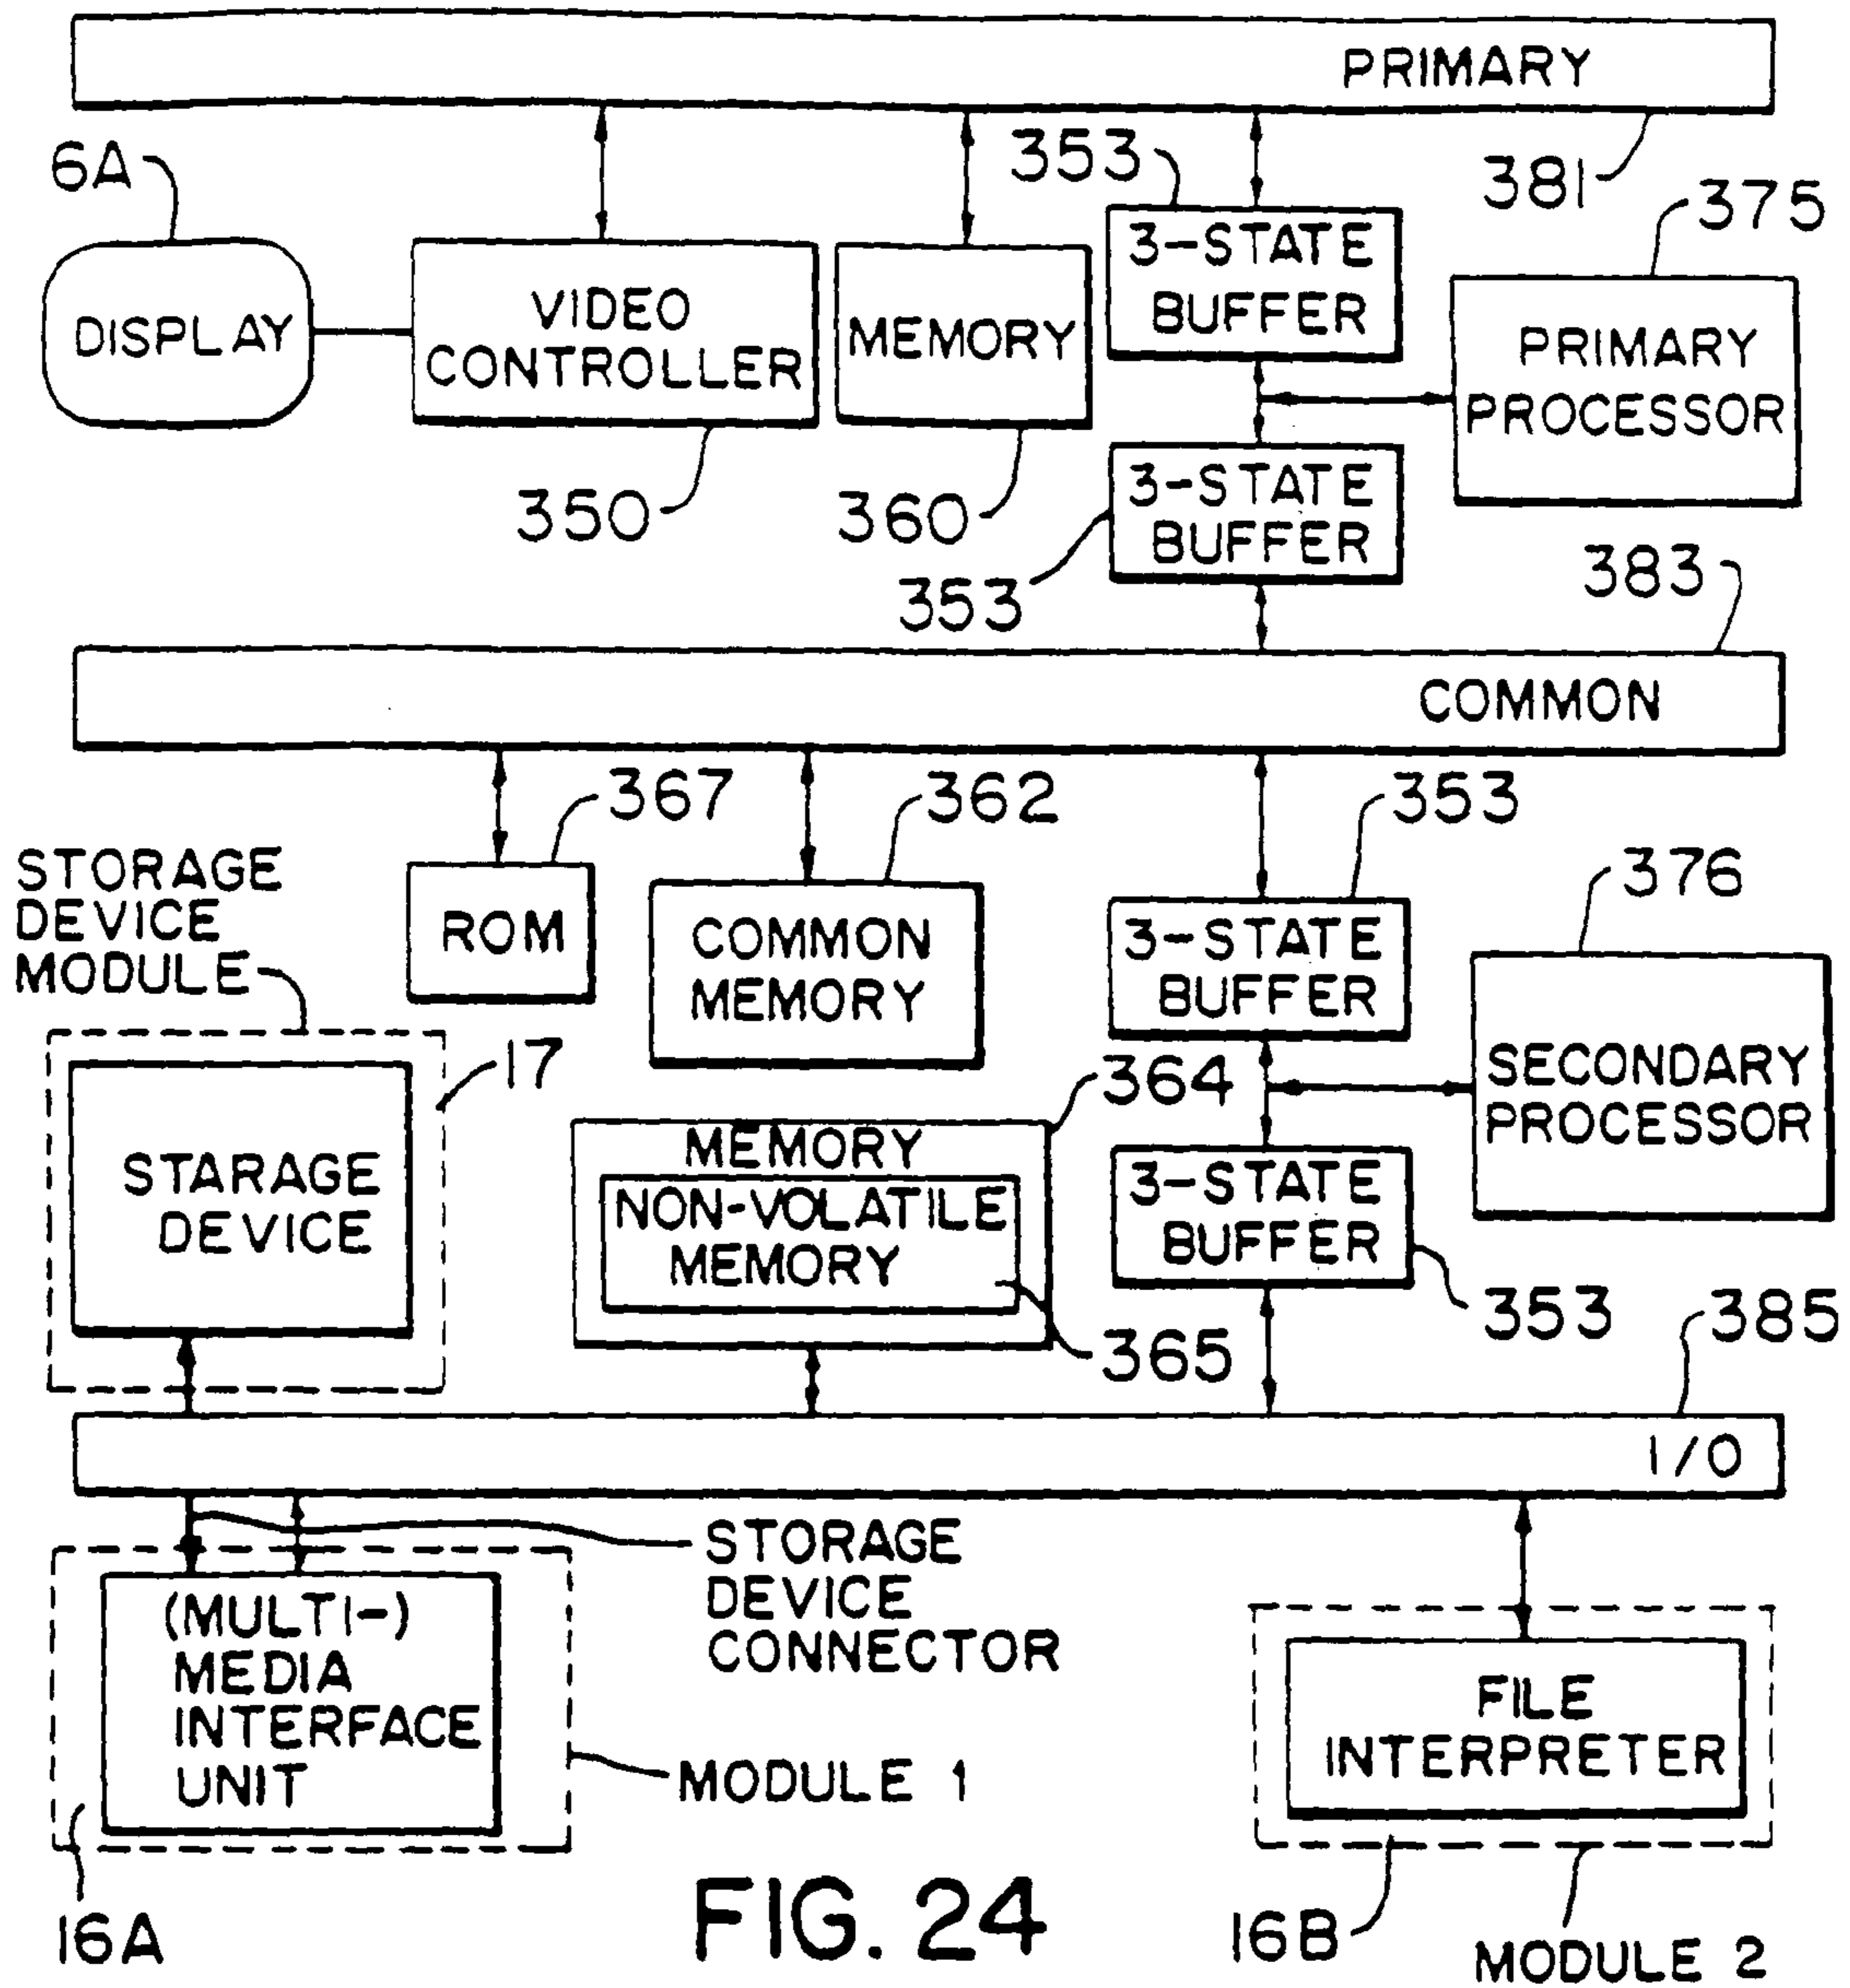 PRIMARY
6A
353
381
375
3-STATE
BUFFER
DISPLAY
VIDEO
CONTROLLER
MEMORY
PRIMARY
PROCESSOR
350
360
3-STATE
BUFFER
353
383
COMMON
367
362
353
STORAGE
DEVICE
MODULE
ROM
COMMON
MEMORY
3-STATE
BUFFER
376
17
364
SECONDARY
PROCESSOR
STARAGE
DEVICE
MEMORY
NON-VOLATILE
MEMORY
3-STATE
BUFFER
365
353
385
I/O
STORAGE
DEVICE
CONNECTOR
(MULTI-)
MEDIA
INTERFACE
UNIT
MODULE 1
FILE
INTERPRETER
16A
FIG. 24
16B
MODULE 2